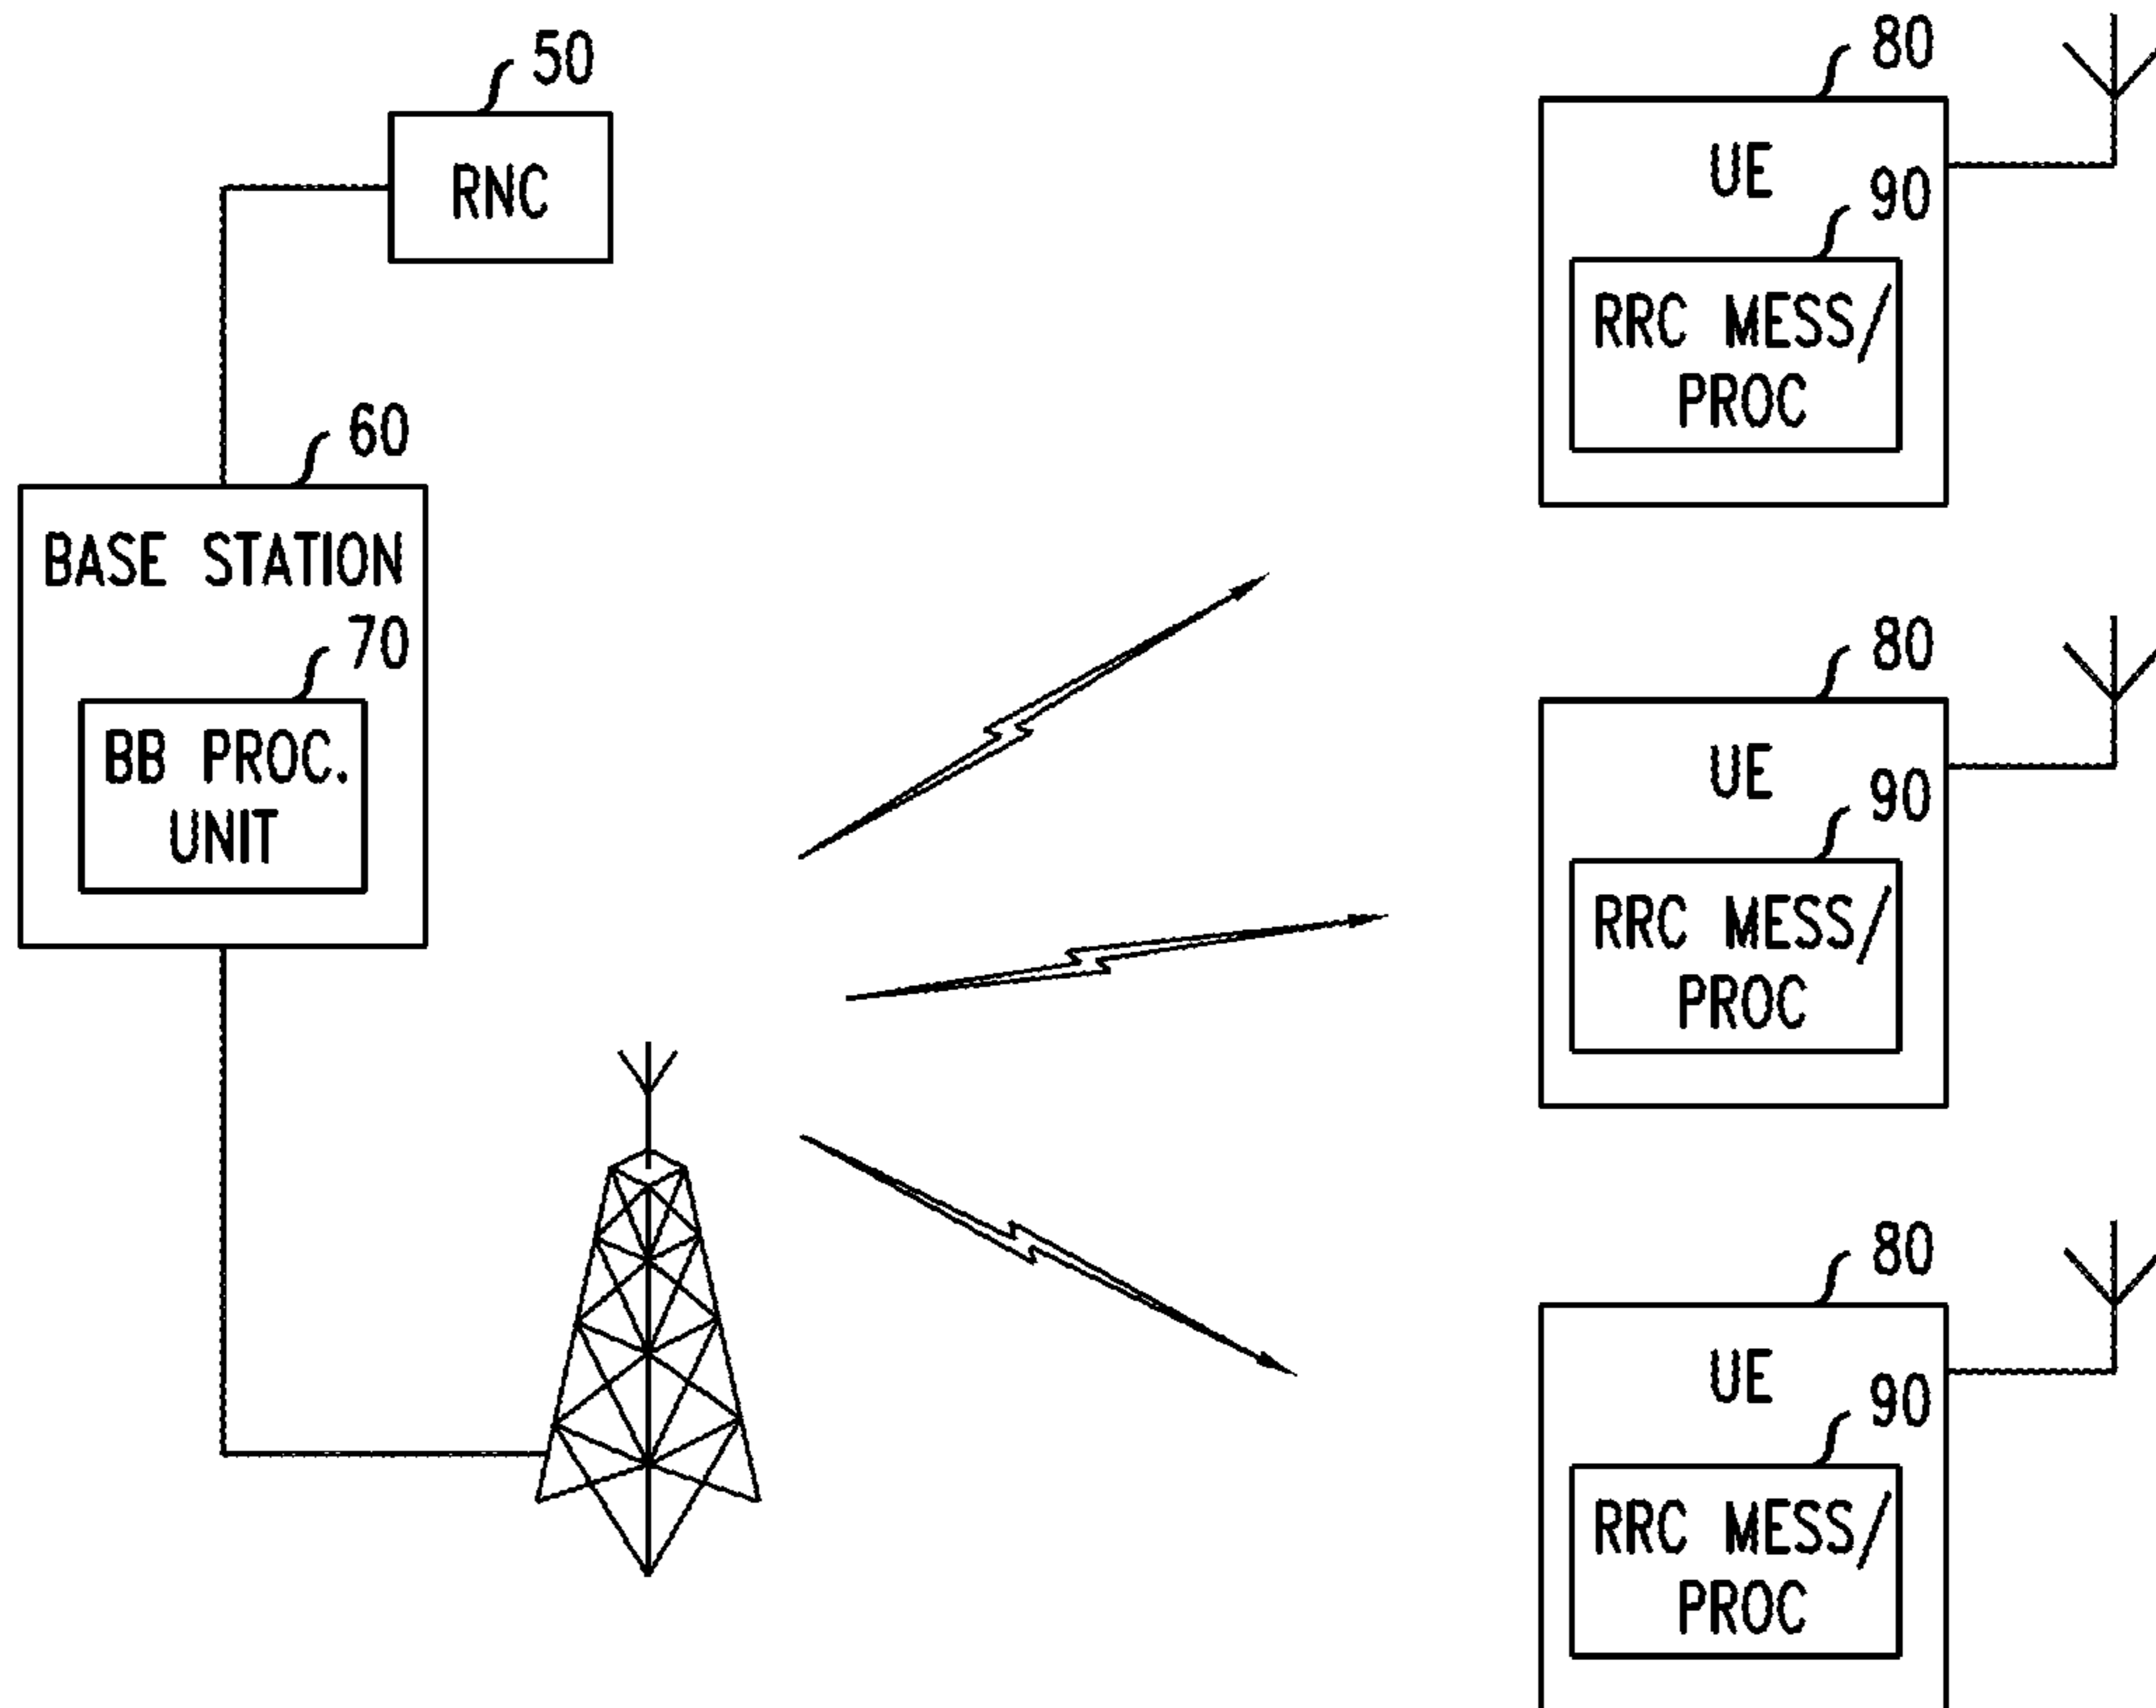 50
RNC
60
BASE STATION
70
BB PROC.
UNIT
80
UE
90
RRC MESS/
PROC
80
UE
90
RRC MESS/
PROC
80
UE
90
RRC MESS/
PROC